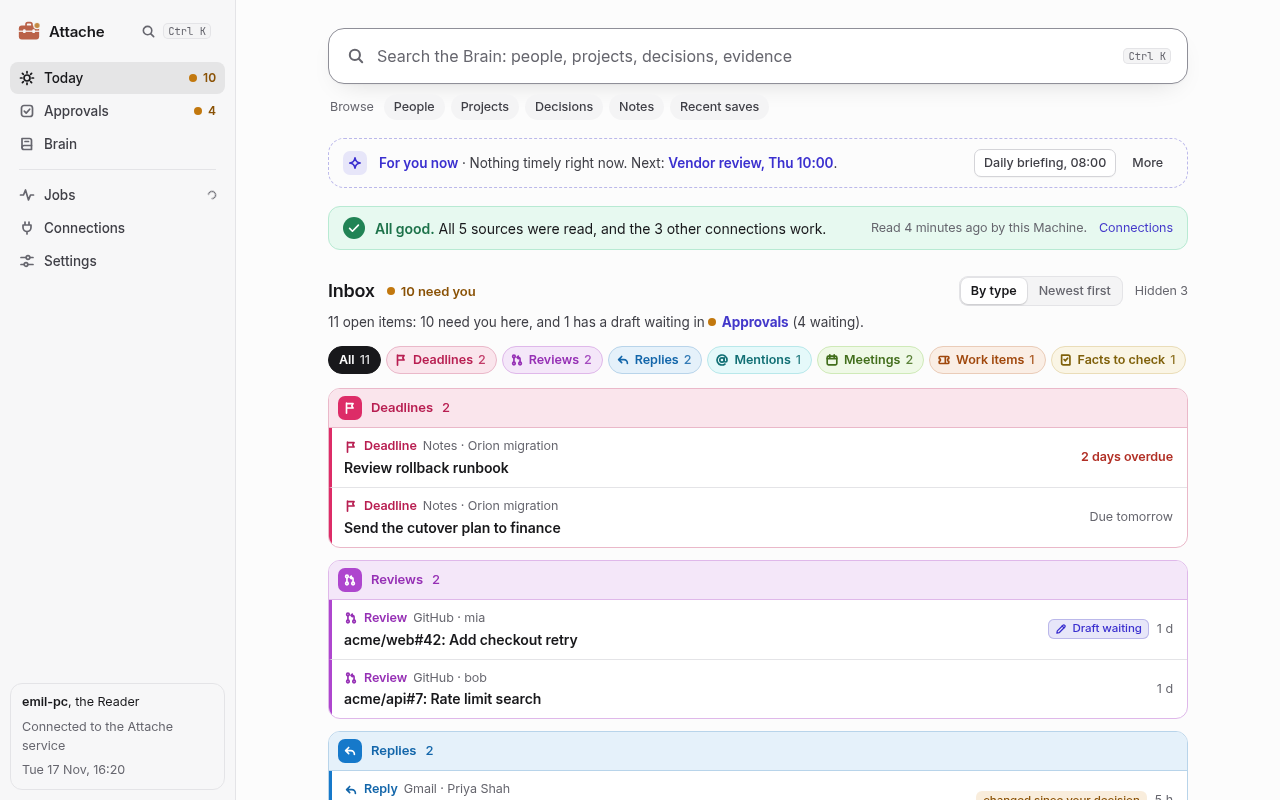 Attache
Ctrl K
Today 10
Approvals 4
Brain
Jobs
Connections
Settings
emil-pc, the Reader
Connected to the Attache
service
Tue 17 Nov, 16:20
Search the Brain: people, projects, decisions, evidence Ctrl K
Browse People Projects Decisions Notes Recent saves
For you now · Nothing timely right now. Next: Vendor review, Thu 10:00. Daily briefing, 08:00 More
All good. All 5 sources were read, and the 3 other connections work. Read 4 minutes ago by this Machine. Connections
Inbox 10 need you By type Newest first Hidden 3
11 open items: 10 need you here, and 1 has a draft waiting in Approvals (4 waiting).
All 11 Deadlines 2 Reviews 2 Replies 2 Mentions 1 Meetings 2 Work items 1 Facts to check 1
Deadlines 2
Deadline Notes · Orion migration
Review rollback runbook
2 days overdue
Deadline Notes · Orion migration
Send the cutover plan to finance
Due tomorrow
Reviews 2
Review GitHub · mia
acme/web#42: Add checkout retry
Draft waiting 1 d
Review GitHub · bob
acme/api#7: Rate limit search
1 d
Replies 2
Reply Gmail · Priya Shah
changed since your decision 5 h